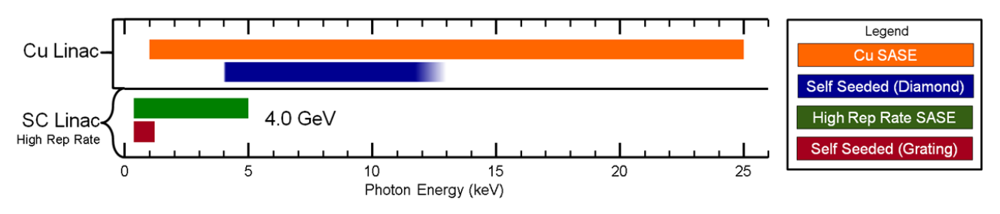 Cu Linac
SC Linac
High Rep Rate
4.0 GeV
0 5 10 15 20 25
Photon Energy (keV)
Legend
Cu SASE
Self Seeded (Diamond)
High Rep Rate SASE
Self Seeded (Grating)